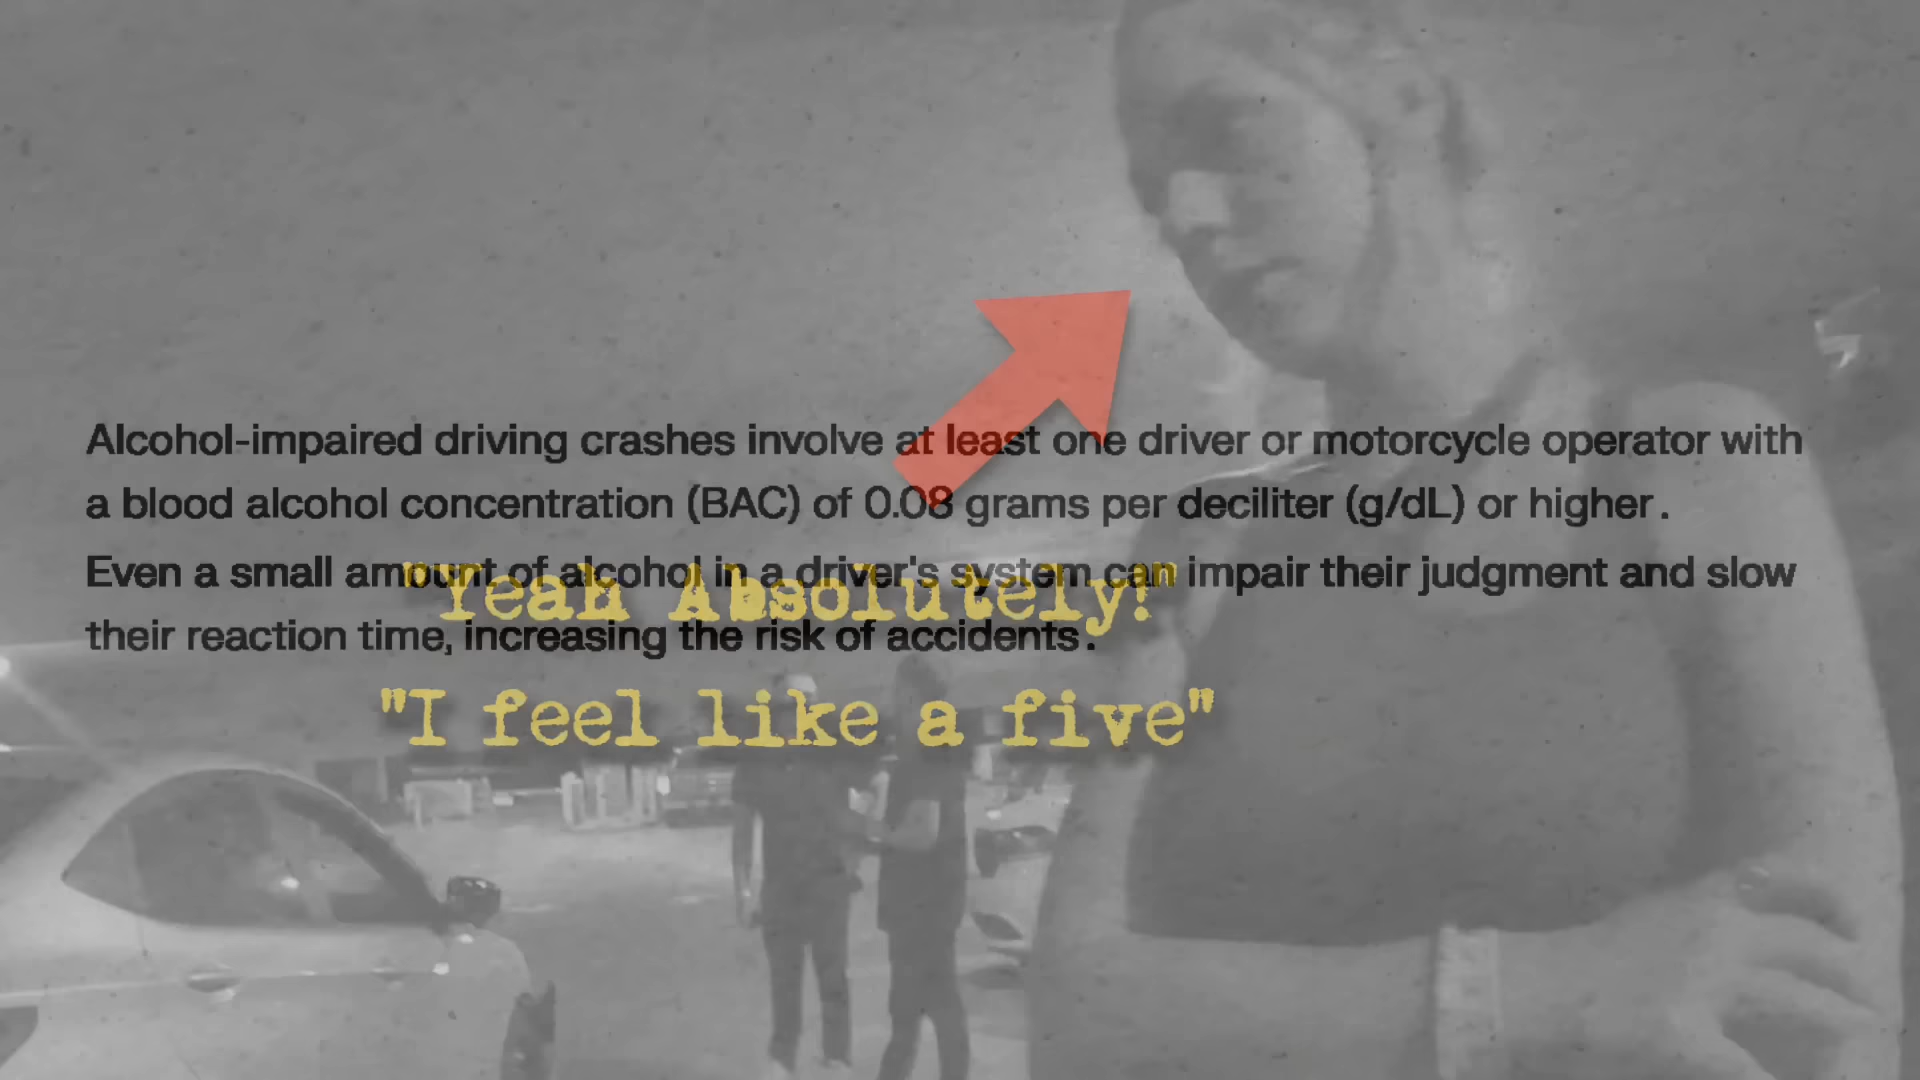 Alcohol-impaired driving crashes involve at least one driver or motorcycle operator with
a blood alcohol concentration (BAC) of 0.08 grams per deciliter (g/dL) or higher.
Even a small amount of alcohol in a driver's system can impair their judgment and slow
"Yeah Absolutely!"
their reaction time, increasing the risk of accidents.
"I feel like a five"